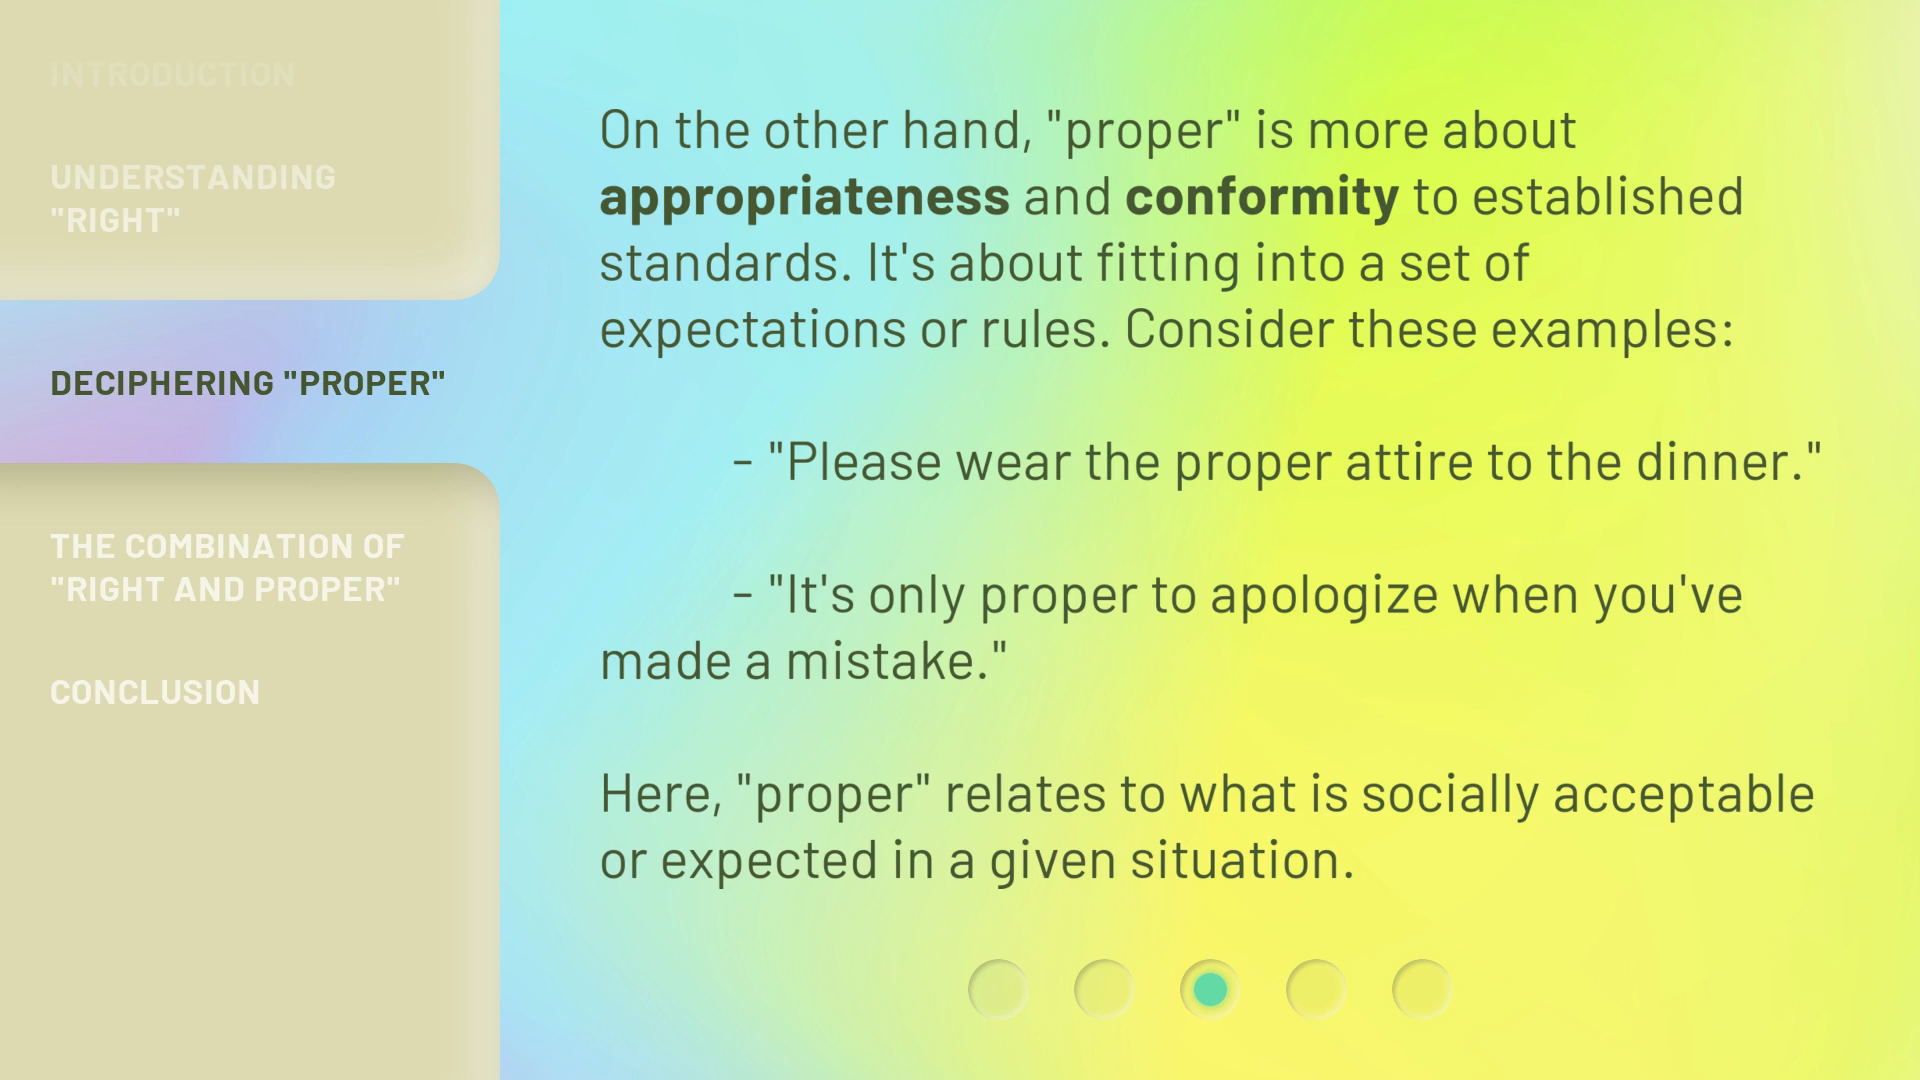 INTRODUCTION
UNDERSTANDING
"RIGHT"
DECIPHERING "PROPER"
THE COMBINATION OF
"RIGHT AND PROPER"
CONCLUSION
On the other hand, "proper" is more about
appropriateness and conformity to established
standards. It's about fitting into a set of
expectations or rules. Consider these examples:
- "Please wear the proper attire to the dinner."
- "It's only proper to apologize when you've
made a mistake."
Here, "proper" relates to what is socially acceptable
or expected in a given situation.